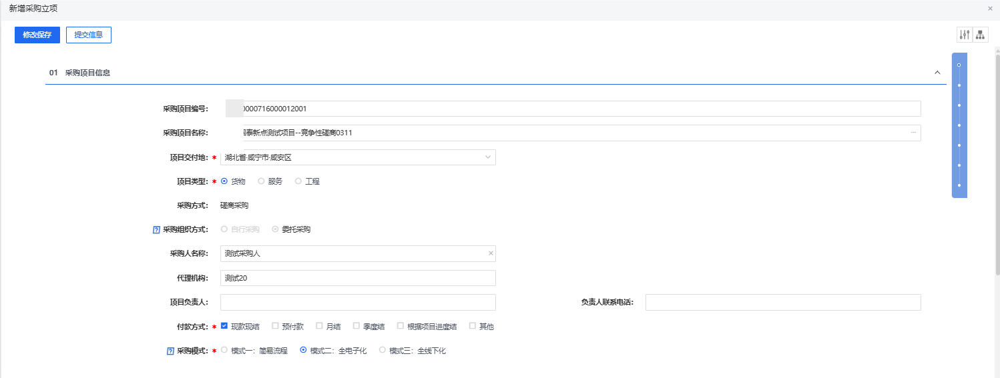 新增采购立项
修改保存 提交信息
01 采购项目信息
采购项目编号: 0000716000012001
采购项目名称: 泰新点测试项目--竞争性磋商0311
项目交付地: * 湖北省·咸宁市·咸安区
项目类型: * 货物 服务 工程
采购方式: 磋商采购
采购组织方式: 自行采购 委托采购
采购人名称: 测试采购人
代理机构: 测试20
项目负责人: 负责人联系电话:
付款方式: * 现款现结 预付款 月结 季度结 根据项目进度结 其他
采购模式: * 模式一: 简易流程 模式二: 全电子化 模式三: 全线下化